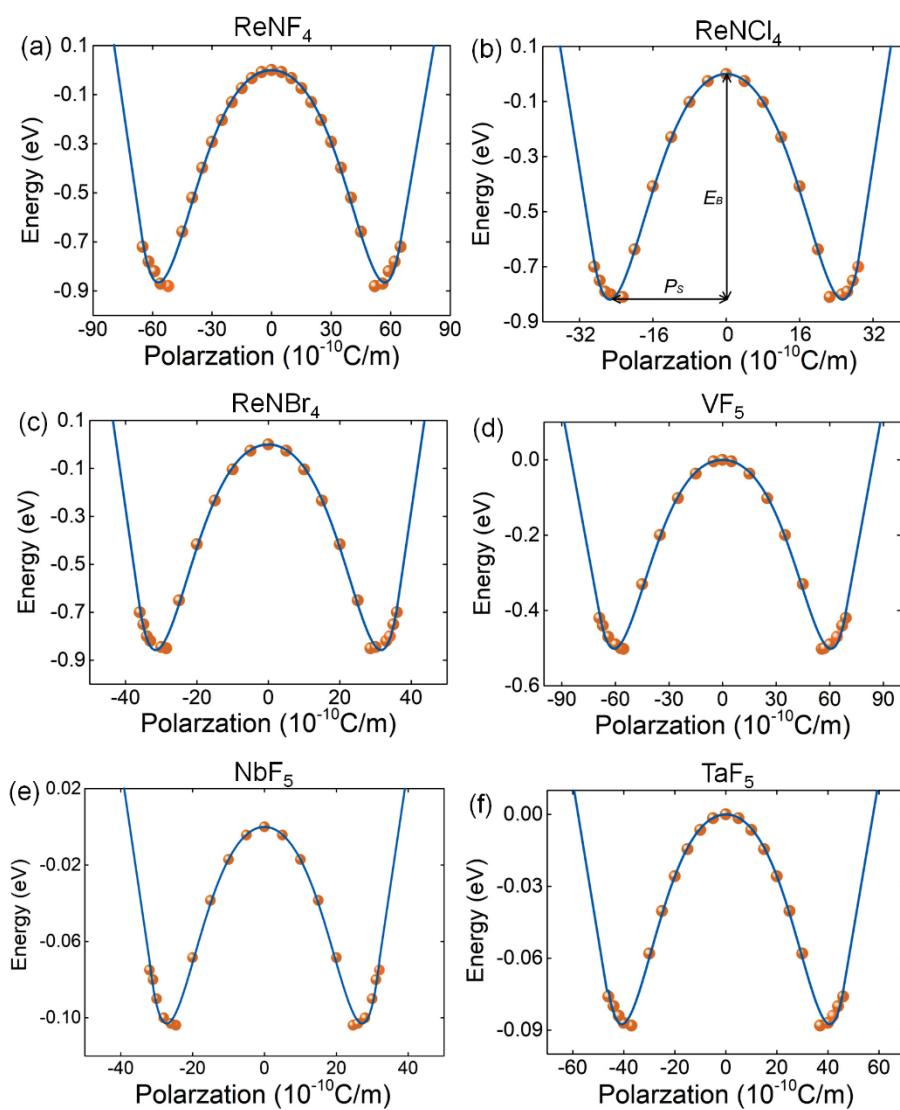 (a)
ReNF4
0.1
-0.1
-0.3
-0.5
-0.7
-0.9
Energy (eV)
-90 -60 -30 0 30 60 90
Polarzation (10-10C/m)
(b)
ReNCl4
0.1
-0.1
-0.3
-0.5
-0.7
-0.9
Energy (eV)
EB
PS
-32 -16 0 16 32
Polarzation (10-10C/m)
(c)
ReNBr4
0.1
-0.1
-0.3
-0.5
-0.7
-0.9
Energy (eV)
-40 -20 0 20 40
Polarzation (10-10C/m)
(d)
VF5
0.0
-0.2
-0.4
-0.6
Energy (eV)
-90 -60 -30 0 30 60 90
Polarzation (10-10C/m)
(e)
NbF5
0.02
-0.02
-0.06
-0.10
Energy (eV)
-40 -20 0 20 40
Polarzation (10-10C/m)
(f)
TaF5
0.00
-0.03
-0.06
-0.09
Energy (eV)
-60 -40 -20 0 20 40 60
Polarzation (10-10C/m)